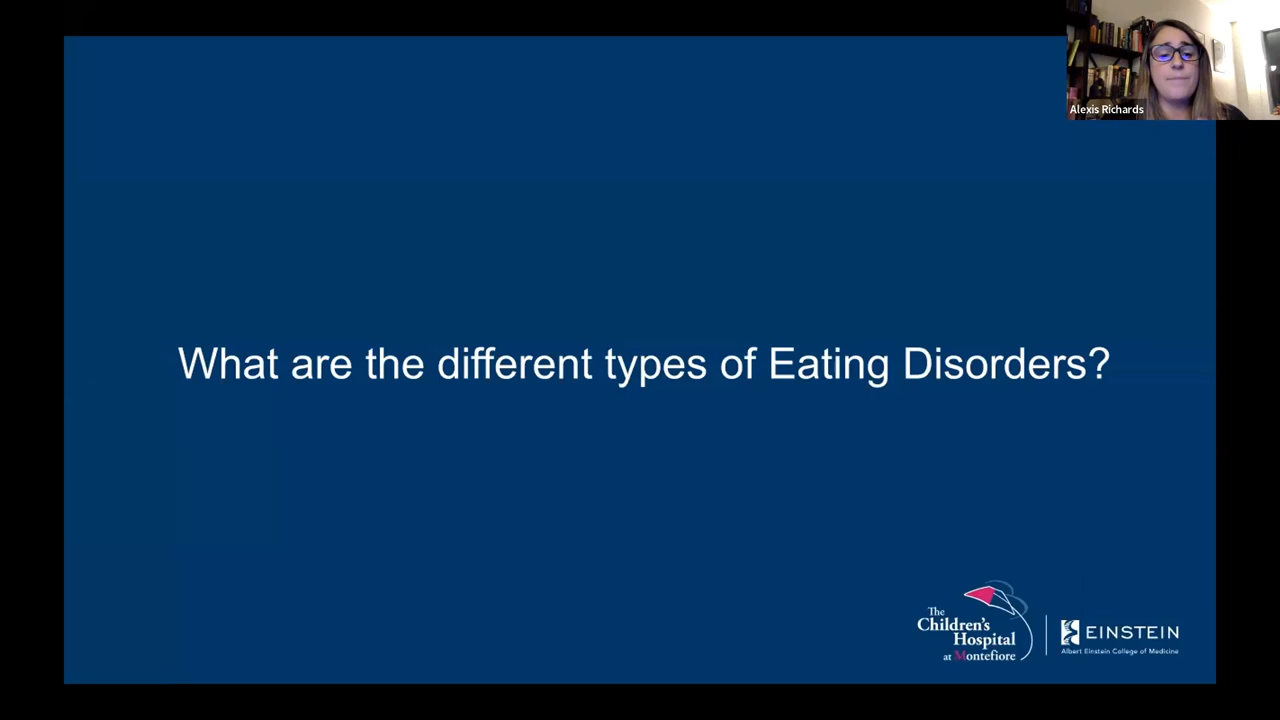 Alexis Richards
What are the different types of Eating Disorders?
The
Children's
Hospital
at Montefiore
EINSTEIN
Albert Einstein College of Medicine